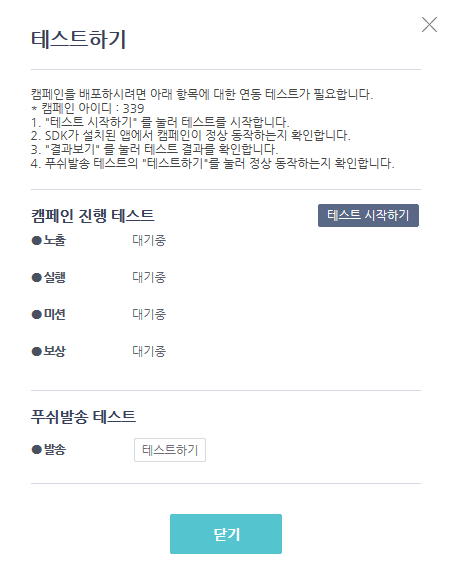 테스트하기
캠페인을 배포하시려면 아래 항목에 대한 연동 테스트가 필요합니다.
* 캠페인 아이디 : 339
1. "테스트 시작하기" 를 눌러 테스트를 시작합니다.
2. SDK가 설치된 앱에서 캠페인이 정상 동작하는지 확인합니다.
3. "결과보기" 를 눌러 테스트 결과를 확인합니다.
4. 푸쉬발송 테스트의 "테스트하기"를 눌러 정상 동작하는지 확인합니다.
캠페인 진행 테스트 테스트 시작하기
● 노출 대기중
● 실행 대기중
● 미션 대기중
● 보상 대기중
푸쉬발송 테스트
● 발송 테스트하기
닫기